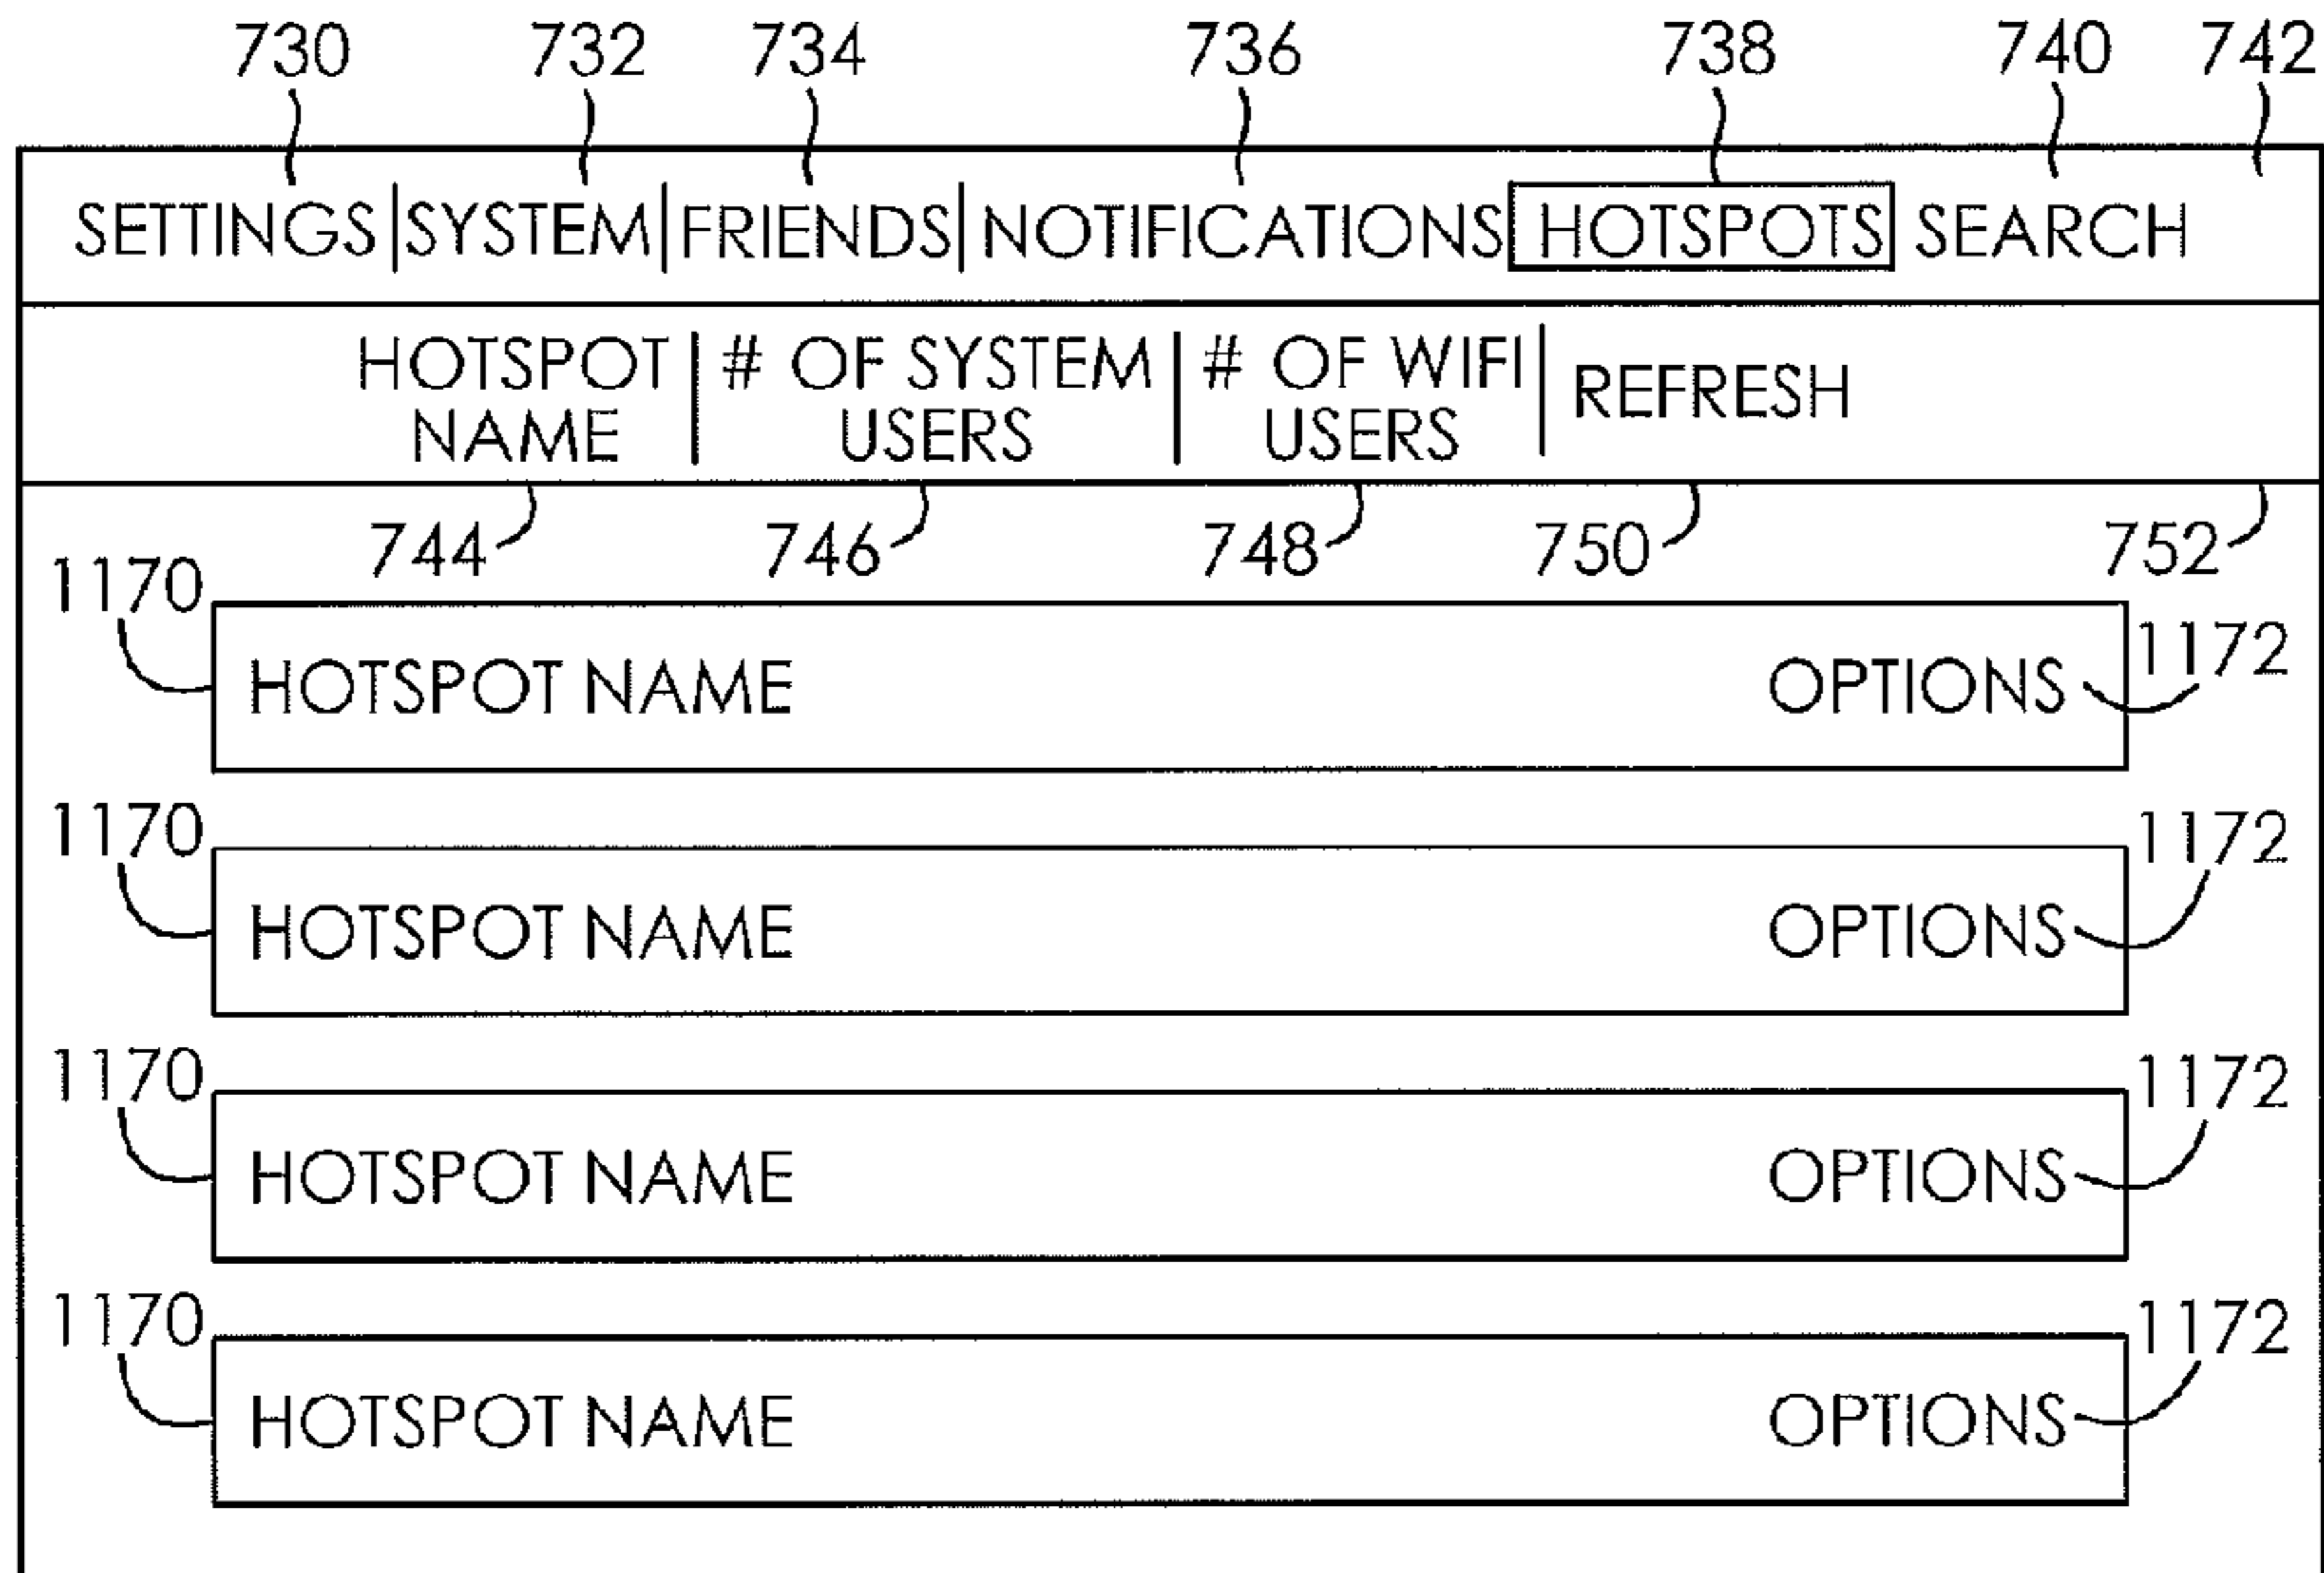 730 732 734 736 738 740 742
SETTINGS SYSTEM FRIENDS NOTIFICATIONS HOTSPOTS SEARCH
HOTSPOT NAME # OF SYSTEM USERS # OF WIFI USERS REFRESH
744 746 748 750 752
1170 HOTSPOT NAME OPTIONS 1172
1170 HOTSPOT NAME OPTIONS 1172
1170 HOTSPOT NAME OPTIONS 1172
1170 HOTSPOT NAME OPTIONS 1172